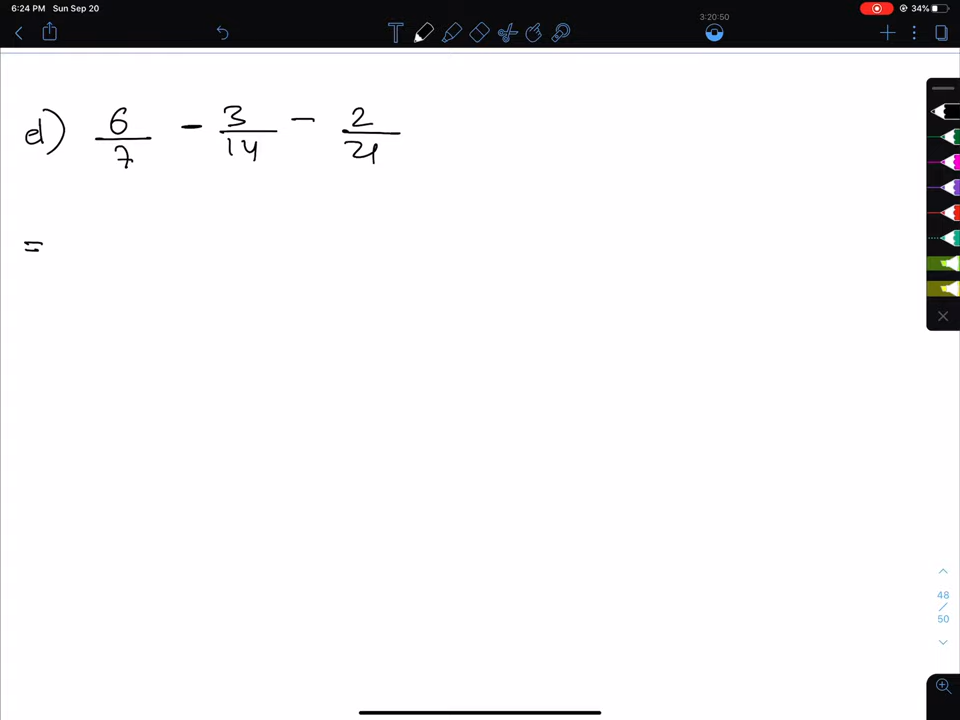 6:24 PM Sun Sep 20
34%
3:20:50
T
d) 6/7 - 3/14 - 2/21
=
48
/
50